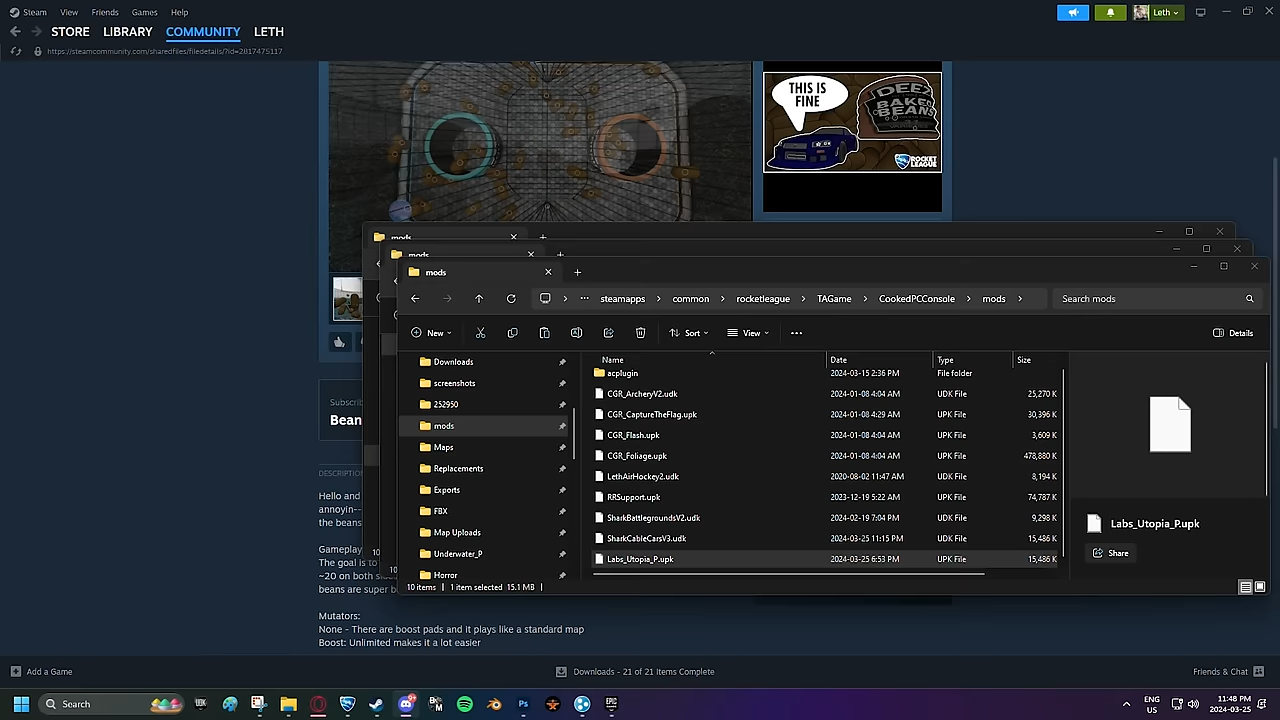 Steam View Friends Games Help
Leth
STORE LIBRARY COMMUNITY LETH
https://steamcommunity.com/sharedfiles/filedetails/?id=2817475117
THIS IS
FINE
DEEZ
BAKED
BEANS
ROCKET
LEAGUE
mods
mods
mods
steamapps common rocketleague TAGame CookedPCConsole mods Search mods
New Sort View Details
Name Date Type Size
Downloads
screenshots
252950
mods
Maps
Replacements
Exports
FBX
Map Uploads
Underwater_P
Horror
acplugin 2024-03-15 2:36 PM File folder
CGR_ArcheryV2.udk 2024-01-08 4:04 AM UDK File 25,270 K
CGR_CaptureTheFlag.upk 2024-01-08 4:29 AM UPK File 30,396 K
CGR_Flash.upk 2024-01-08 4:04 AM UPK File 3,609 K
CGR_Foliage.upk 2024-01-08 4:04 AM UPK File 478,880 K
LethAirHockey2.udk 2020-08-02 11:47 AM UDK File 8,194 K
RRSupport.upk 2023-12-19 5:22 AM UPK File 74,787 K
SharkBattlegroundsV2.udk 2024-02-19 7:04 PM UDK File 9,298 K
SharkCableCarsV3.udk 2024-03-25 11:15 PM UDK File 15,486 K
Labs_Utopia_P.upk 2024-03-25 6:53 PM UPK File 15,486 K
Labs_Utopia_P.upk
Share
10 items 1 item selected 15.1 MB
10
10
Subscrib
Bean
DESCRIPTION
Hello and
annoyin--
the beans
Gameplay
The goal is to
~20 on both si
beans are super b
Mutators:
None - There are boost pads and it plays like a standard map
Boost: Unlimited makes it a lot easier
Add a Game Downloads - 21 of 21 Items Complete Friends & Chat
Search
ENG
US
11:48 PM
2024-03-25